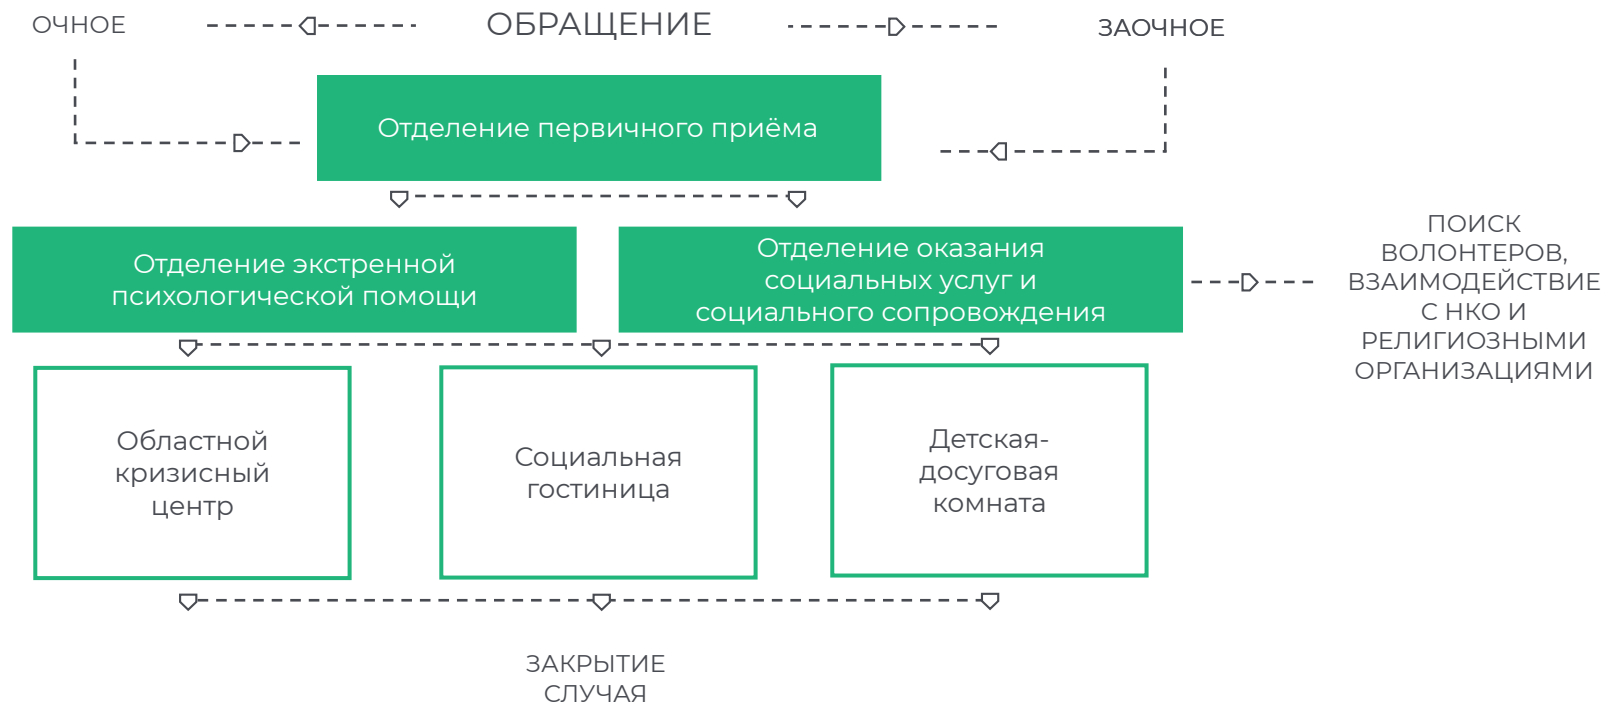 ОЧНОЕ
ОБРАЩЕНИЕ
ЗАОЧНОЕ
Отделение первичного приёма
Отделение экстренной
психологической помощи
Отделение оказания
социальных услуг и
социального сопровождения
ПОИСК
ВОЛОНТЕРОВ,
ВЗАИМОДЕЙСТВИЕ
С НКО И
РЕЛИГИОЗНЫМИ
ОРГАНИЗАЦИЯМИ
Областной
кризисный
центр
Социальная
гостиница
Детская-
досуговая
комната
ЗАКРЫТИЕ
СЛУЧАЯ